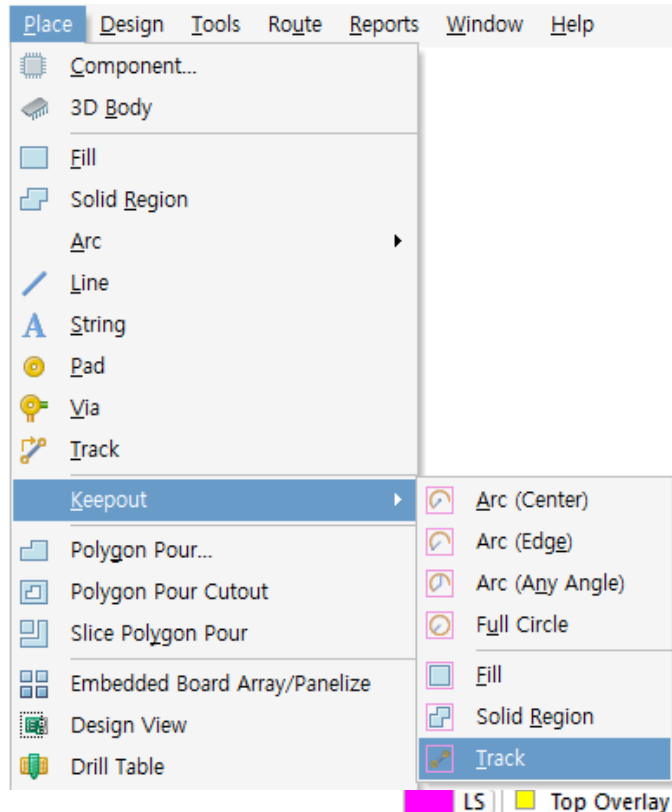 Place Design Tools Route Reports Window Help
Component...
3D Body
Fill
Solid Region
Arc
Line
String
Pad
Via
Track
Keepout
Polygon Pour...
Polygon Pour Cutout
Slice Polygon Pour
Embedded Board Array/Panelize
Design View
Drill Table
Arc (Center)
Arc (Edge)
Arc (Any Angle)
Full Circle
Fill
Solid Region
Track
LS Top Overlay